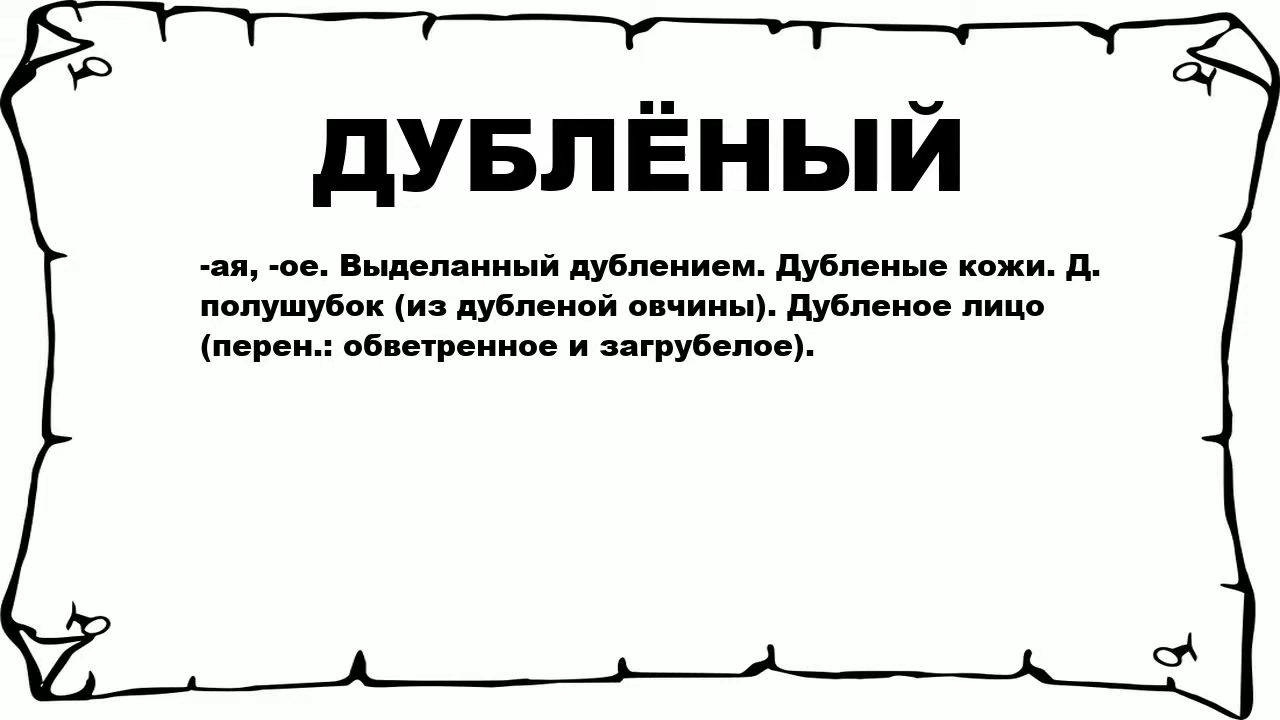 ДУБЛЁНЫЙ
-ая, -ое. Выделанный дублением. Дубленые кожи. Д.
полушубок (из дубленой овчины). Дубленое лицо
(перен.: обветренное и загрубелое).